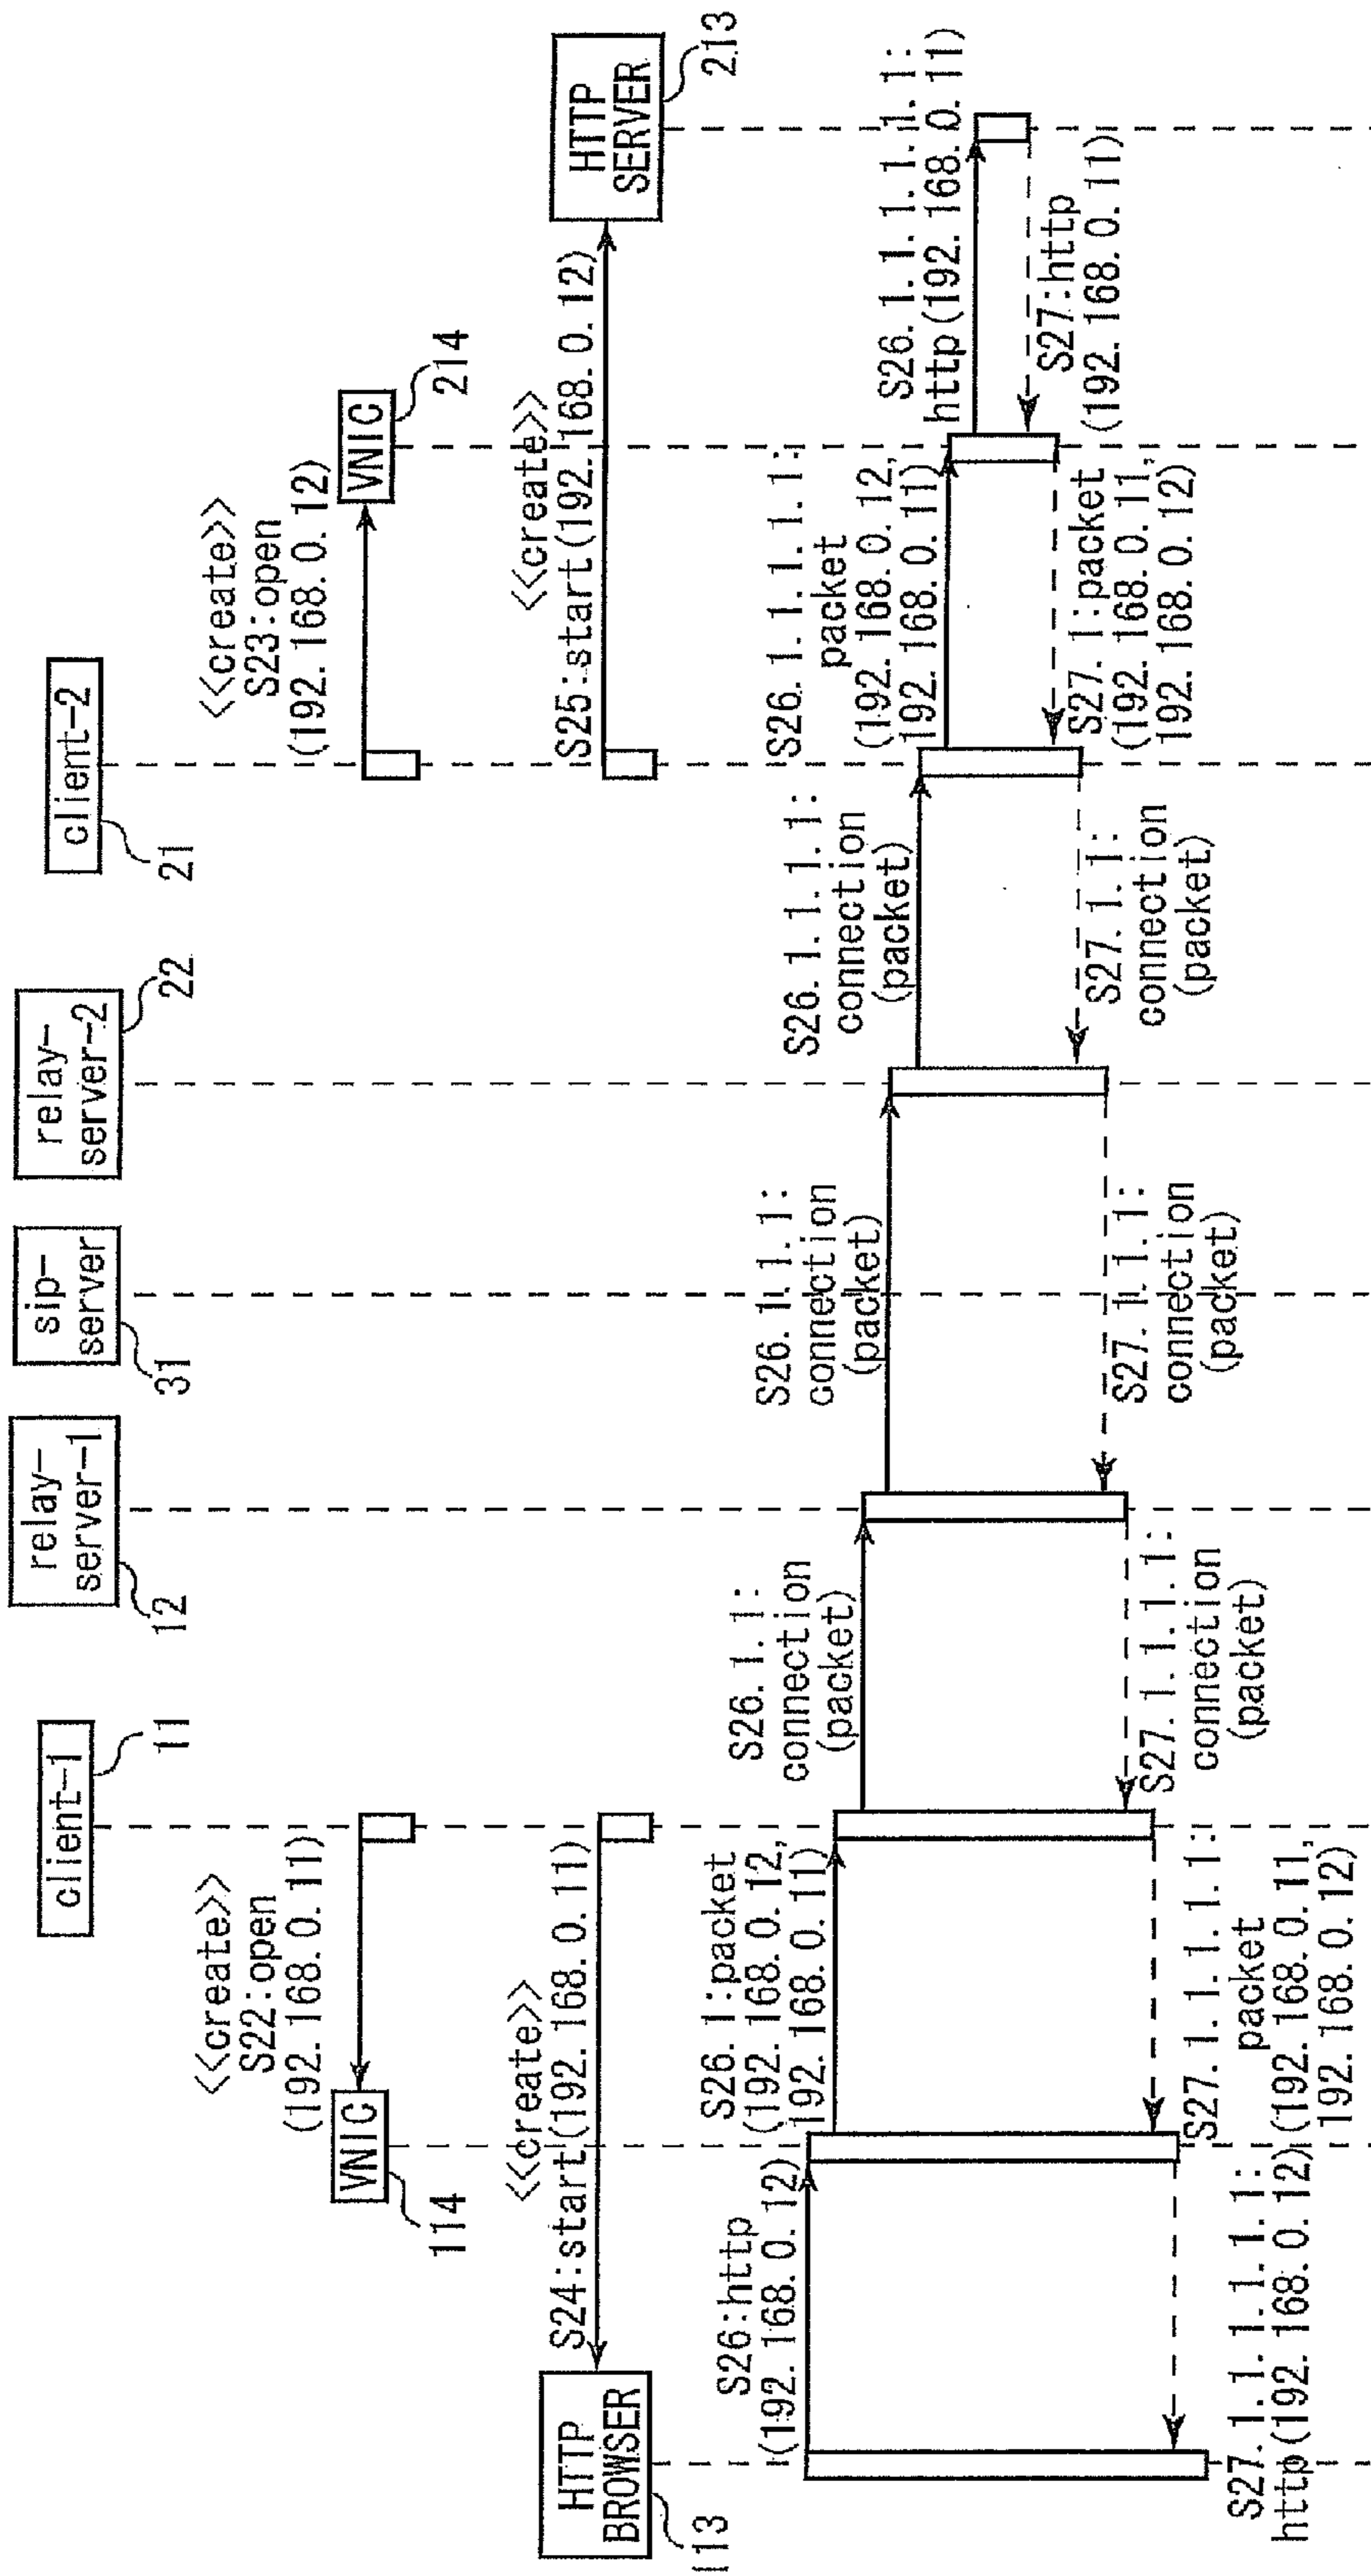 client-1
11
relay-
server-1
12
sip-
server
31
relay-
server-2
22
client-2
21
<<create>>
S22:open
(192.168.0.11)
VNIC
114
<<create>>
S23:open
(192.168.0.12)
VNIC
214
<<create>>
S24:start(192.168.0.11)
HTTP
BROWSER
113
<<create>>
S25:start(192.168.0.12)
HTTP
SERVER
213
S26:http
(192.168.0.12)
S26.1:packet
(192.168.0.12,
192.168.0.11)
S26.1.1:
connection
(packet)
S26.1.1.1:
connection
(packet)
S26.1.1.1.1:
connection
(packet)
S26.1.1.1.1.1:
packet
(192.168.0.12,
192.168.0.11)
S26.1.1.1.1.1.1:
http(192.168.0.11)
S27:http
(192.168.0.11)
S27.1:packet
(192.168.0.11,
192.168.0.12)
S27.1.1:
connection
(packet)
S27.1.1.1:
connection
(packet)
S27.1.1.1.1:
connection
(packet)
S27.1.1.1.1.1:
packet
(192.168.0.11,
192.168.0.12)
S27.1.1.1.1.1.1:
http(192.168.0.12)